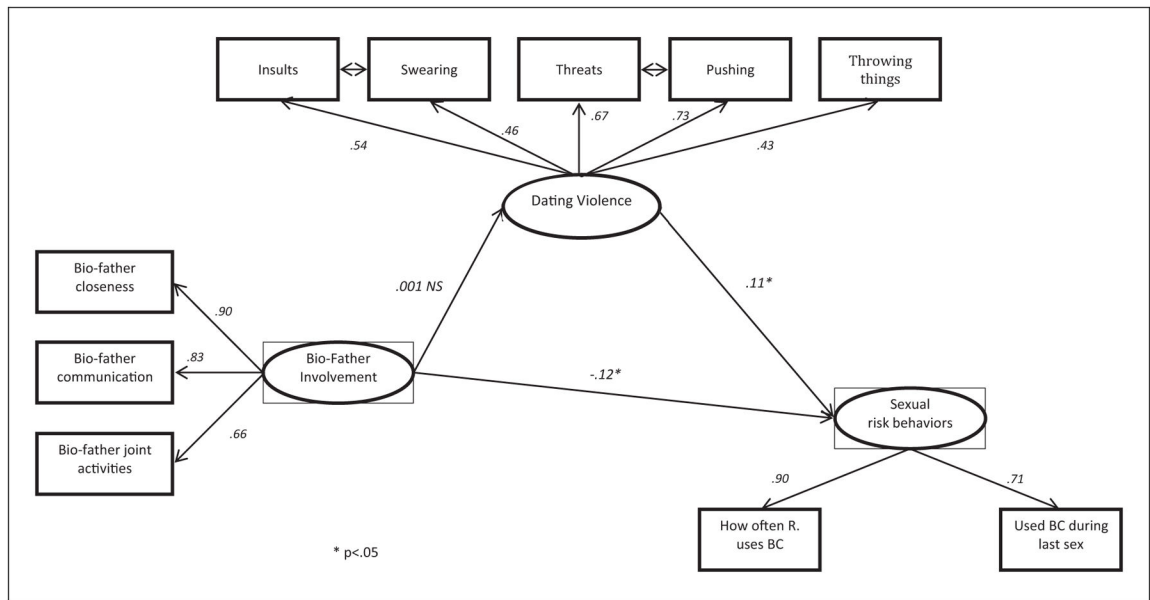 Insults
Swearing
Threats
Pushing
Throwing
things
.54
.46
.67
.73
.43
Dating Violence
Bio-father
closeness
.90
.001 NS
.11*
Bio-father
communication
.83
Bio-Father
Involvement
-.12*
Bio-father joint
activities
.66
Sexual
risk behaviors
.90
.71
How often R.
uses BC
Used BC during
last sex
* p<.05